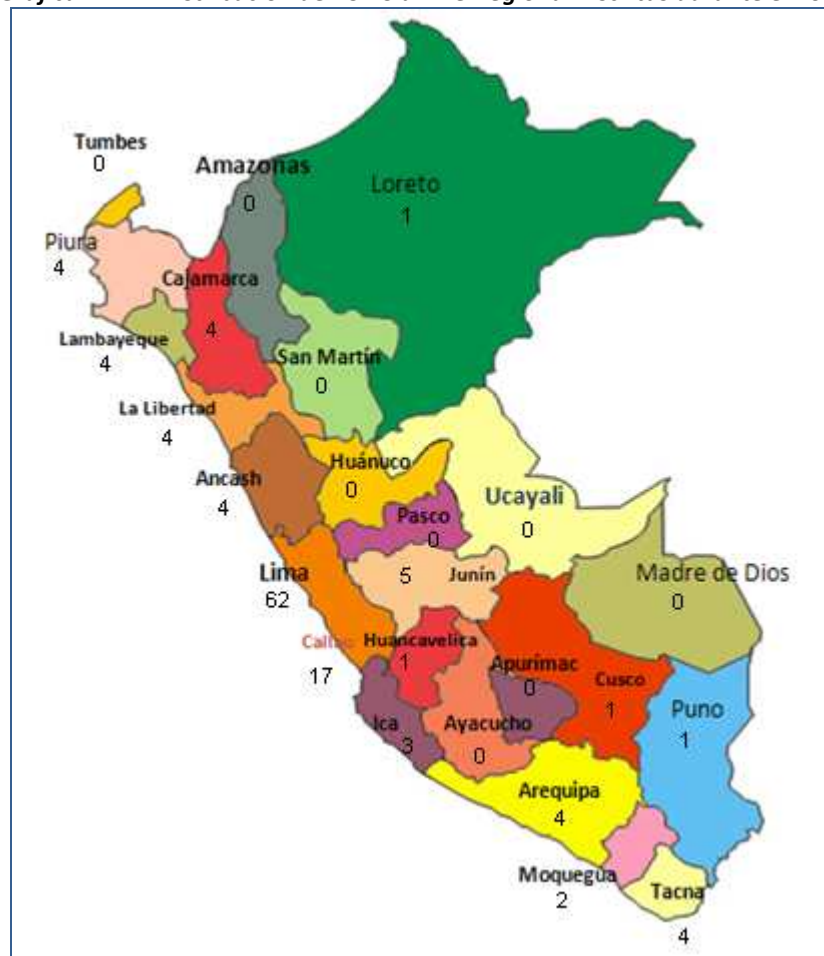 Tumbes
0
Amazonas
0
Loreto
1
Piura
4
Cajamarca
4
Lambayeque
4
San Martín
0
La Libertad
4
Huánuco
0
Ancash
4
Ucayali
0
Pasco
0
Lima
62
5 Junín
Madre de Dios
0
Callao
17
Huancavelica
1
Apurímac
0
Cusco
1
Puno
1
Ica
3
Ayacucho
0
Arequipa
4
Moquegua
2
Tacna
4